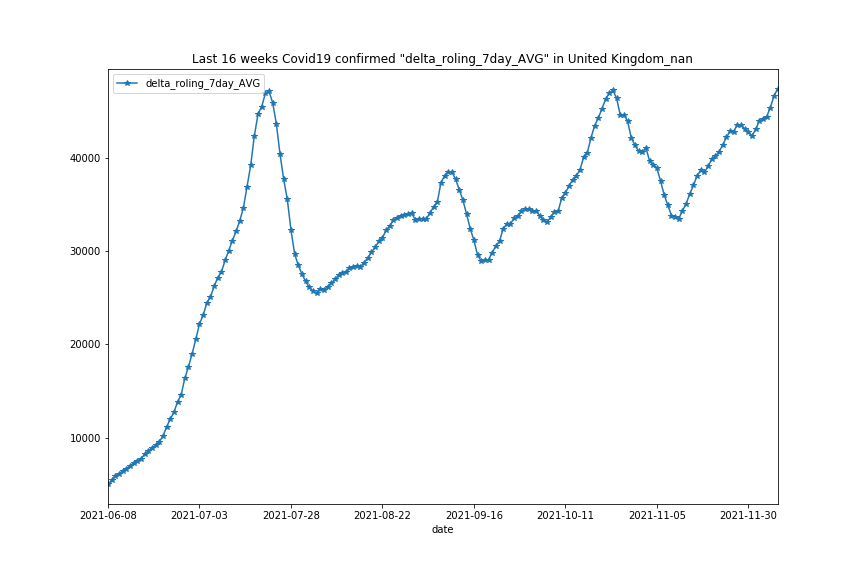 Last 16 weeks Covid19 confirmed "delta_roling_7day_AVG" in United Kingdom_nan
delta_roling_7day_AVG
40000
30000
20000
10000
2021-06-08 2021-07-03 2021-07-28 2021-08-22 2021-09-16 2021-10-11 2021-11-05 2021-11-30
date